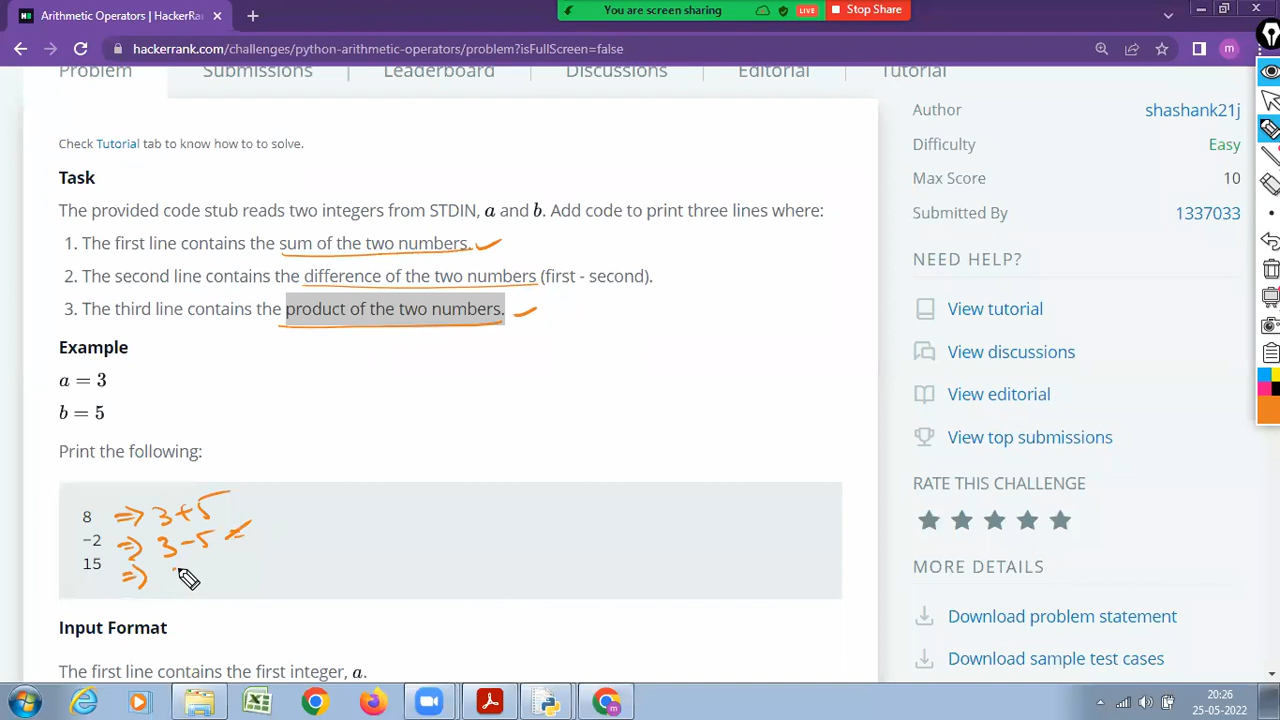 Arithmetic Operators | HackerRan
You are screen sharing
LIVE
Stop Share
hackerrank.com/challenges/python-arithmetic-operators/problem?isFullScreen=false
m
Problem
Submissions
Leaderboard
Discussions
Editorial
Tutorial
Check Tutorial tab to know how to to solve.
Task
The provided code stub reads two integers from STDIN, a and b. Add code to print three lines where:
1. The first line contains the sum of the two numbers.
2. The second line contains the difference of the two numbers (first - second).
3. The third line contains the product of the two numbers.
Example
a = 3
b = 5
Print the following:
8 => 3+5
−2 => 3-5
15 =>
Input Format
The first line contains the first integer, a.
Author
shashank21j
Difficulty
Easy
Max Score
10
Submitted By
1337033
NEED HELP?
View tutorial
View discussions
View editorial
View top submissions
RATE THIS CHALLENGE
MORE DETAILS
Download problem statement
Download sample test cases
20:26
25-05-2022